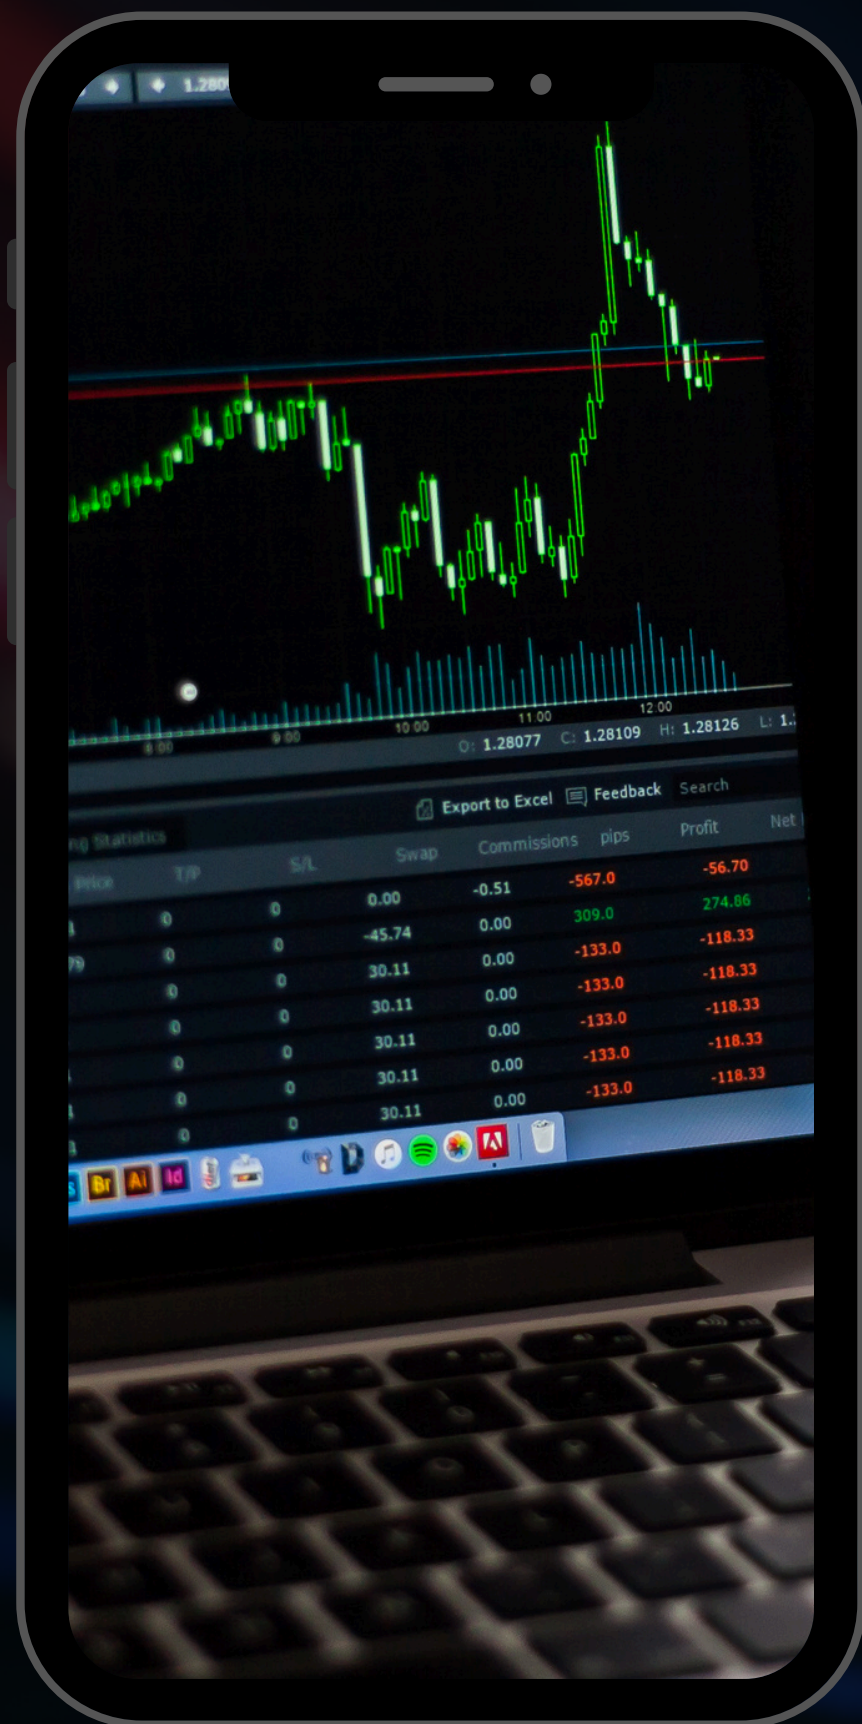 1.280
8:00 9:00 10:00 11:00 12:00
O: 1.28077 C: 1.28109 H: 1.28126 L: 1.
Export to Excel Feedback Search
ng Statistics
Price T/P S/L Swap Commissions pips Profit Net
0 0 0.00 -0.51 -567.0 -56.70
79 0 0 -45.74 0.00 309.0 274.86
0 0 30.11 0.00 -133.0 -118.33
0 0 30.11 0.00 -133.0 -118.33
0 0 30.11 0.00 -133.0 -118.33
0 0 30.11 0.00 -133.0 -118.33
0 0 30.11 0.00 -133.0 -118.33
Br Ai Id